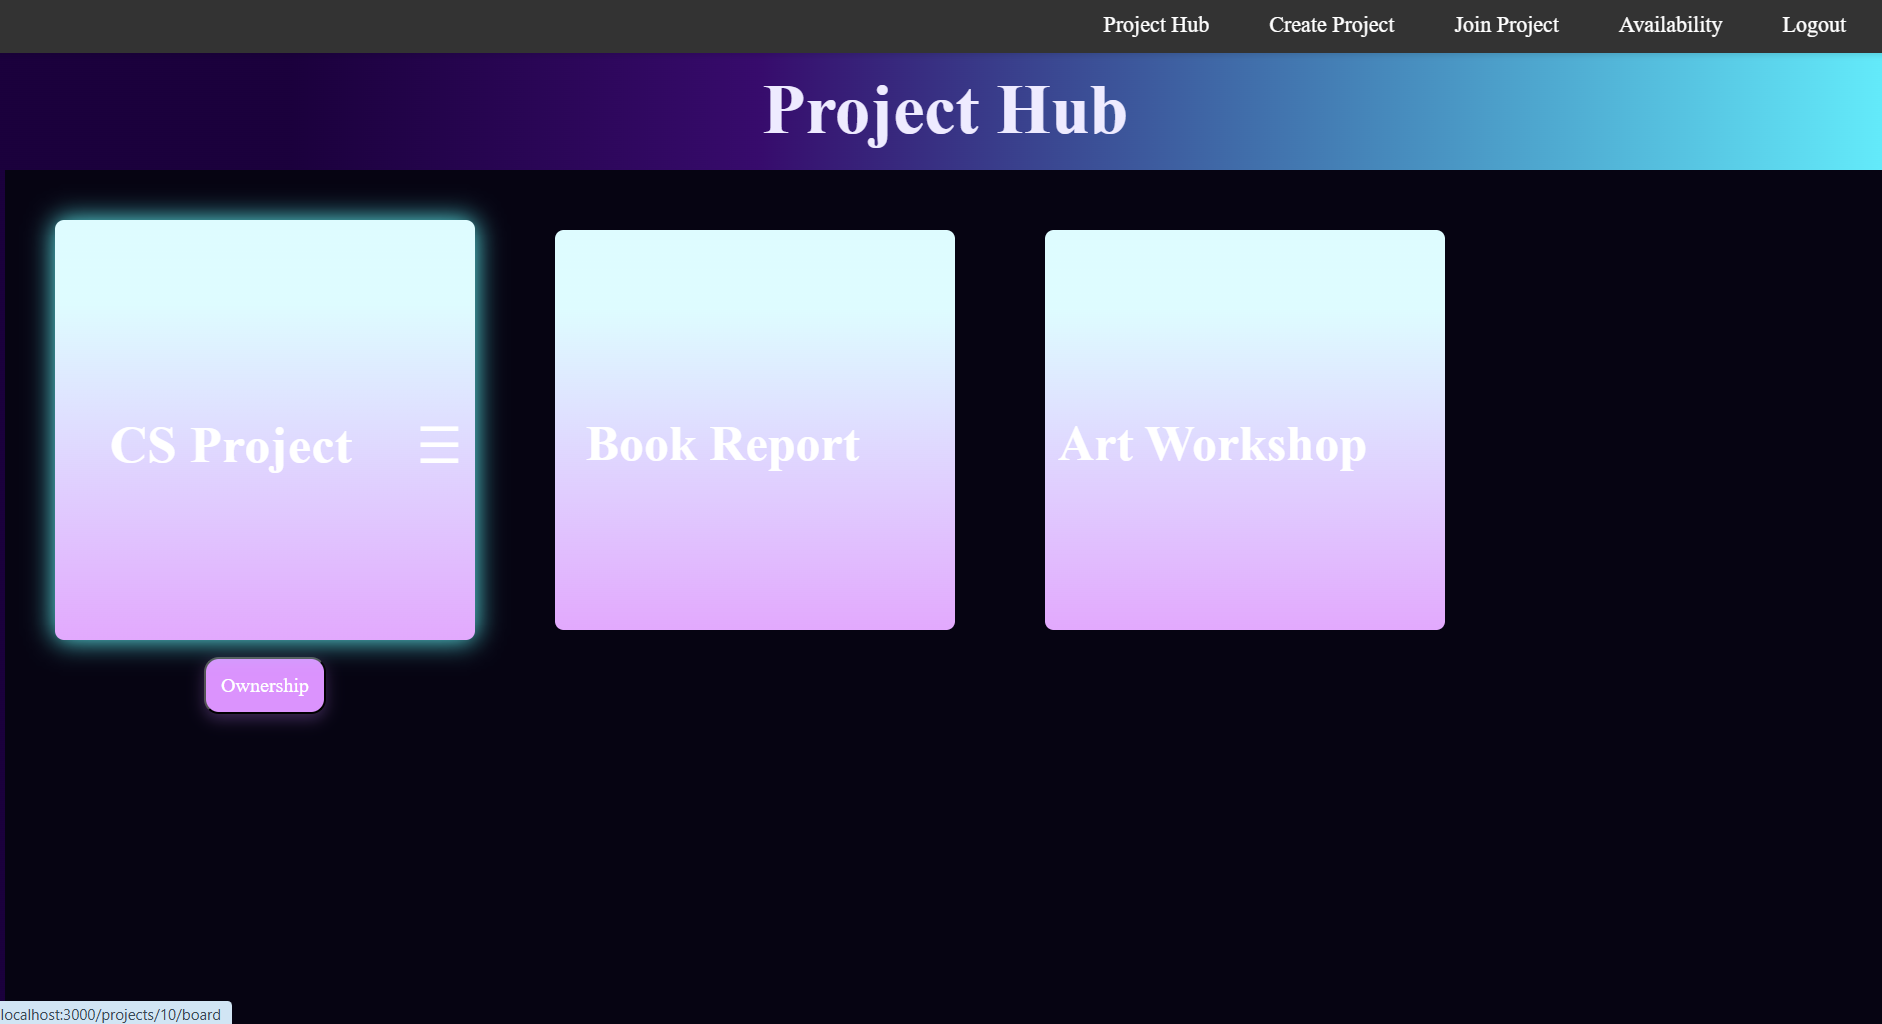 Project Hub Create Project Join Project Availability Logout
Project Hub
CS Project ☰ Book Report Art Workshop
Ownership
localhost:3000/projects/10/board